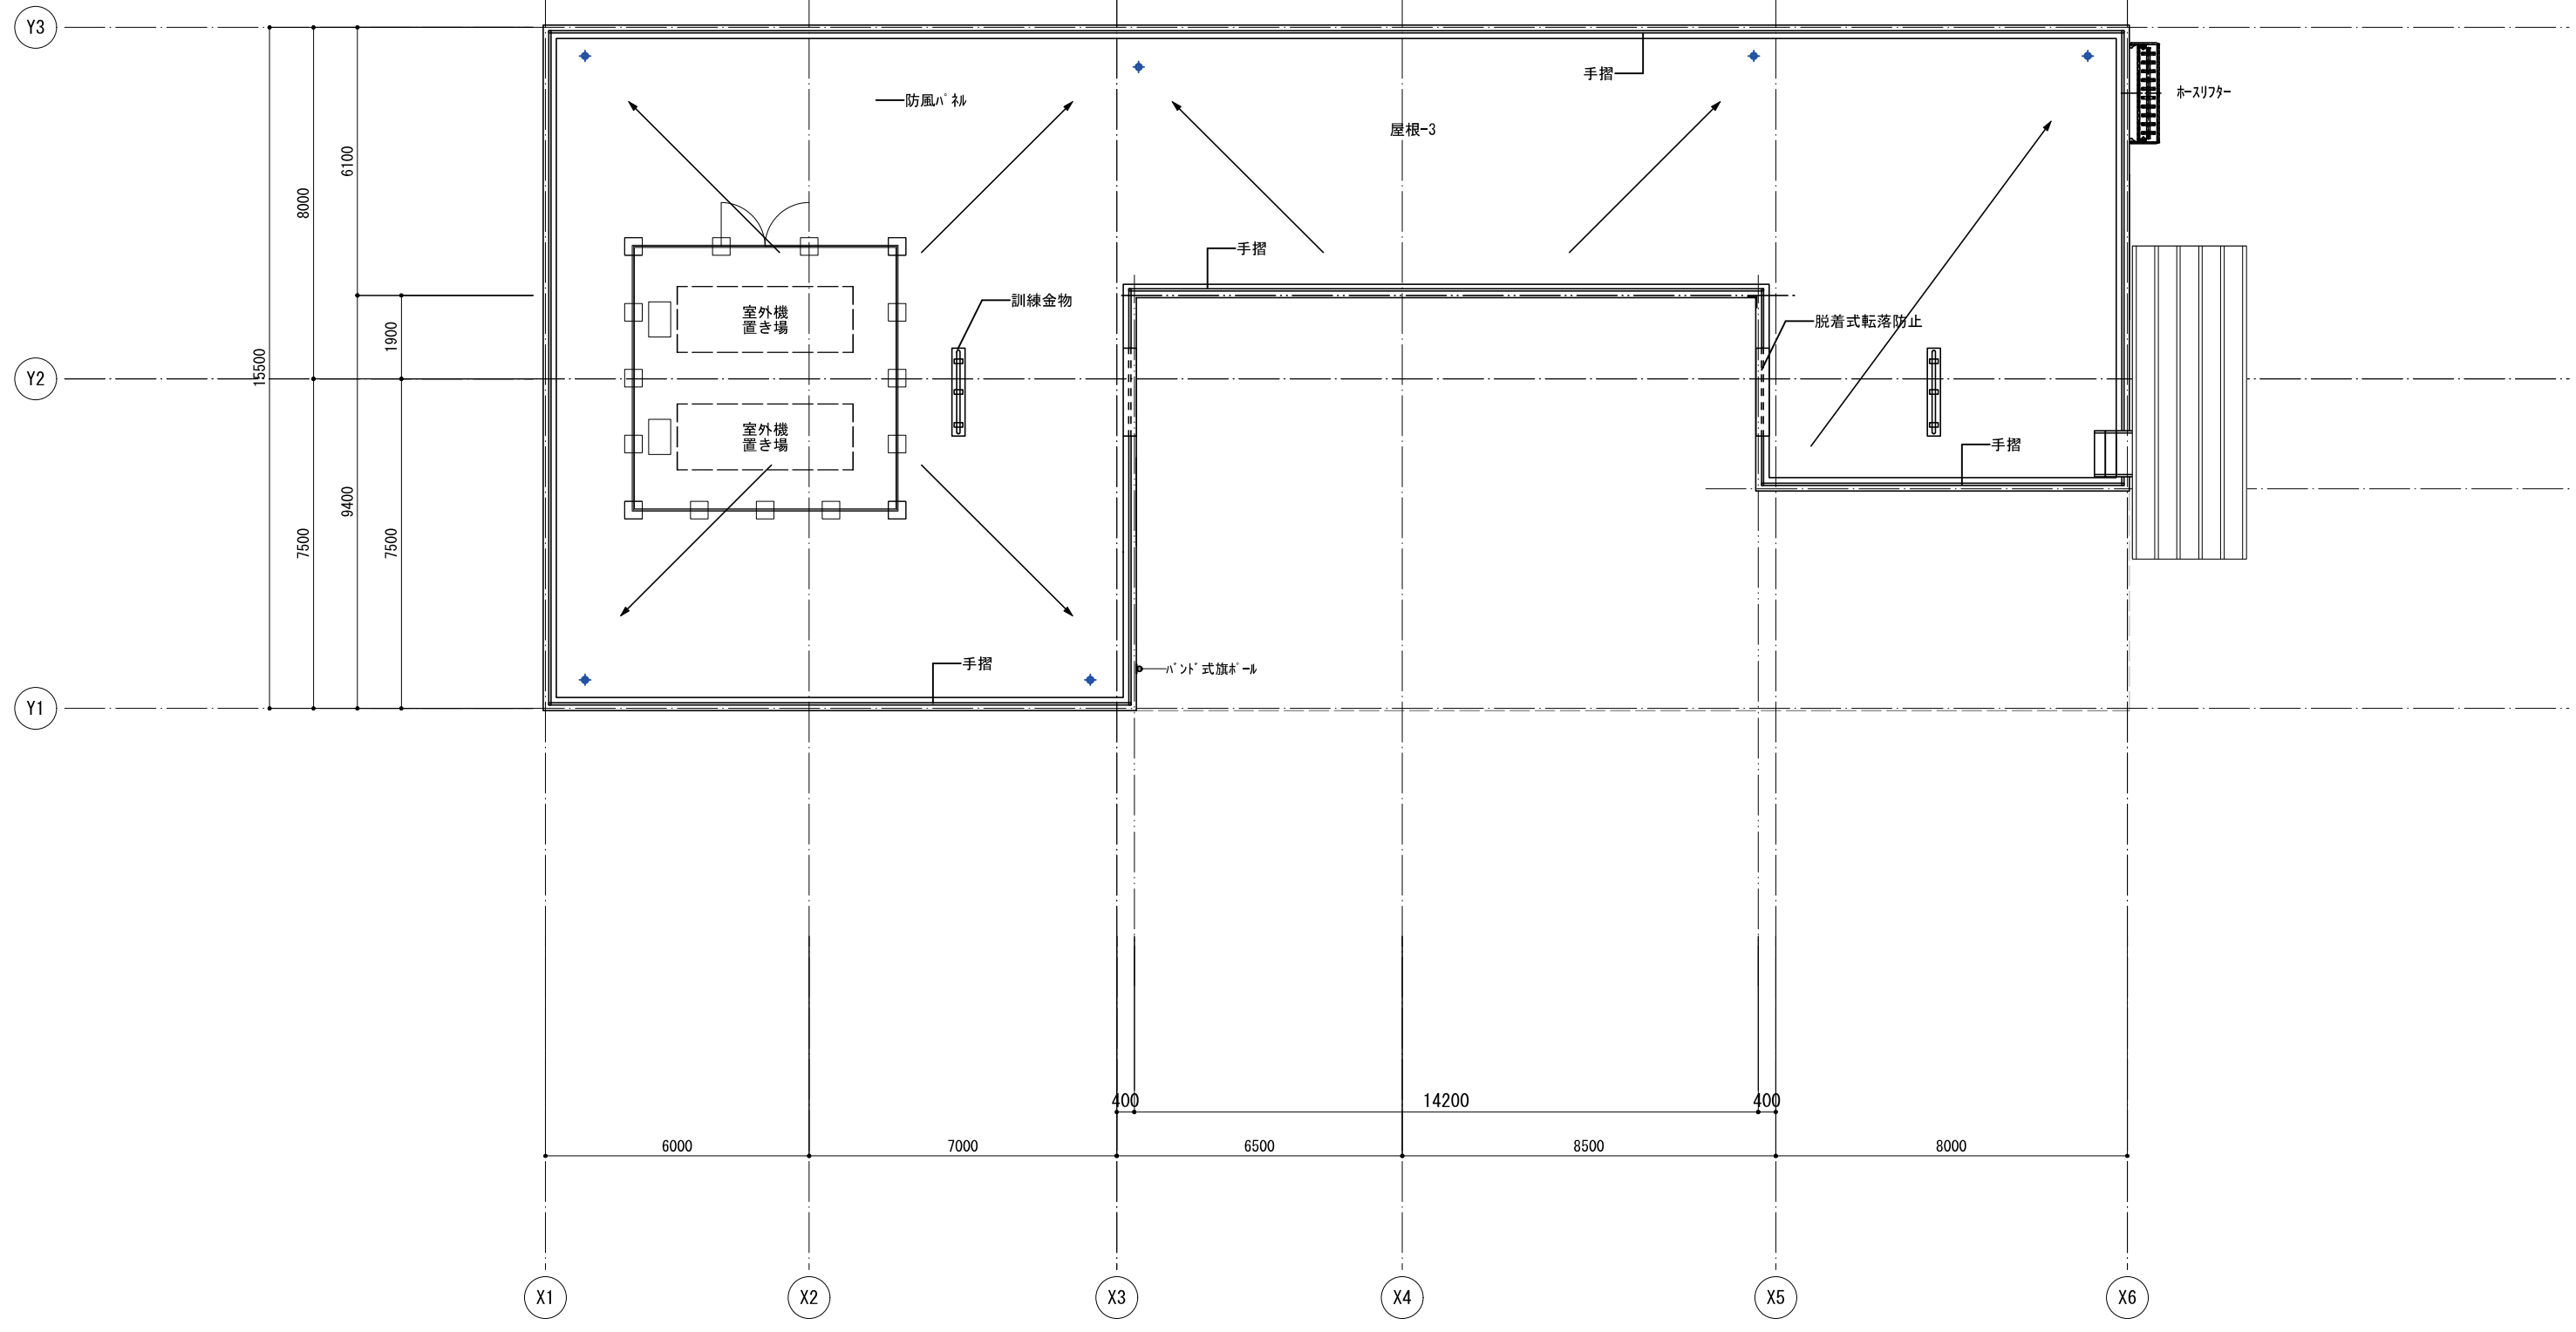 Y3
手摺
防風パネル
ホースリフター
屋根-3
6100
8000
手摺
訓練金物
室外機
置き場
脱着式転落防止
1900
15500
Y2
室外機
置き場
手摺
9400
7500
7500
手摺
バンド式旗ポール
Y1
400
14200
400
6000
7000
6500
8500
8000
X1
X2
X3
X4
X5
X6